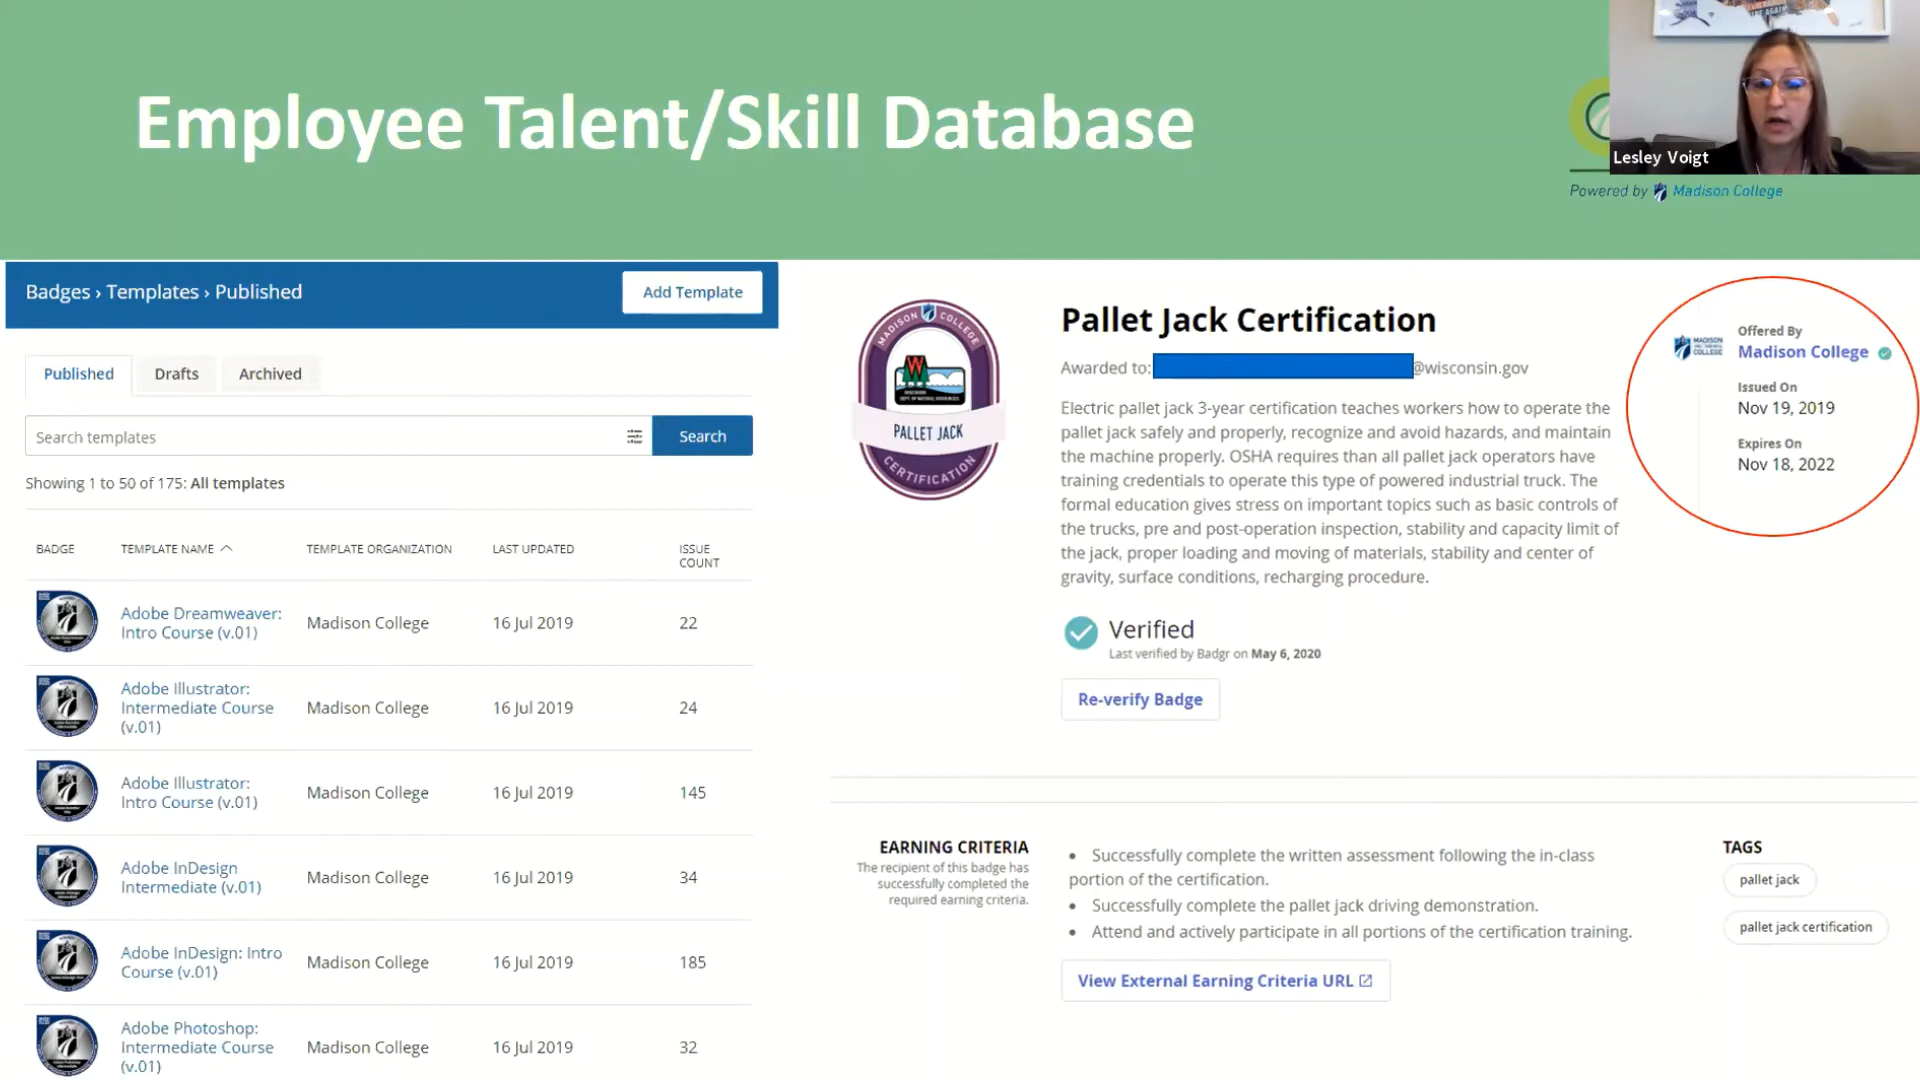 Employee Talent/Skill Database
Lesley Voigt
Powered by Madison College
Badges › Templates › Published
Add Template
Published
Drafts
Archived
Search templates
Search
Showing 1 to 50 of 175: All templates
BADGE
TEMPLATE NAME
TEMPLATE ORGANIZATION
LAST UPDATED
ISSUE
COUNT
Adobe Dreamweaver:
Intro Course (v.01)
Madison College
16 Jul 2019
22
Adobe Illustrator:
Intermediate Course
(v.01)
Madison College
16 Jul 2019
24
Adobe Illustrator:
Intro Course (v.01)
Madison College
16 Jul 2019
145
Adobe InDesign
Intermediate (v.01)
Madison College
16 Jul 2019
34
Adobe InDesign: Intro
Course (v.01)
Madison College
16 Jul 2019
185
Adobe Photoshop:
Intermediate Course
(v.01)
Madison College
16 Jul 2019
32
MADISON COLLEGE
WISCONSIN
DEPT. OF NATURAL RESOURCES
PALLET JACK
CERTIFICATION
Pallet Jack Certification
Awarded to: @wisconsin.gov
Electric pallet jack 3-year certification teaches workers how to operate the
pallet jack safely and properly, recognize and avoid hazards, and maintain
the machine properly. OSHA requires than all pallet jack operators have
training credentials to operate this type of powered industrial truck. The
formal education gives stress on important topics such as basic controls of
the trucks, pre and post-operation inspection, stability and capacity limit of
the jack, proper loading and moving of materials, stability and center of
gravity, surface conditions, recharging procedure.
Verified
Last verified by Badgr on May 6, 2020
Re-verify Badge
MADISON
COLLEGE
Offered By
Madison College
Issued On
Nov 19, 2019
Expires On
Nov 18, 2022
EARNING CRITERIA
The recipient of this badge has
successfully completed the
required earning criteria.
• Successfully complete the written assessment following the in-class
portion of the certification.
• Successfully complete the pallet jack driving demonstration.
• Attend and actively participate in all portions of the certification training.
View External Earning Criteria URL
TAGS
pallet jack
pallet jack certification